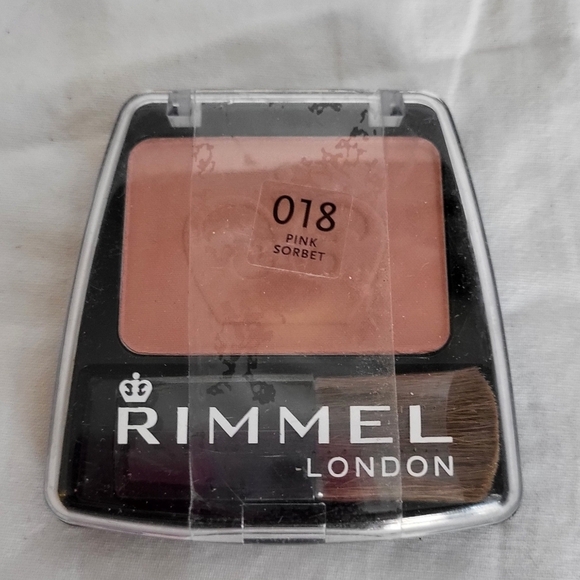 018
PINK
SORBET
RIMMEL
LONDON